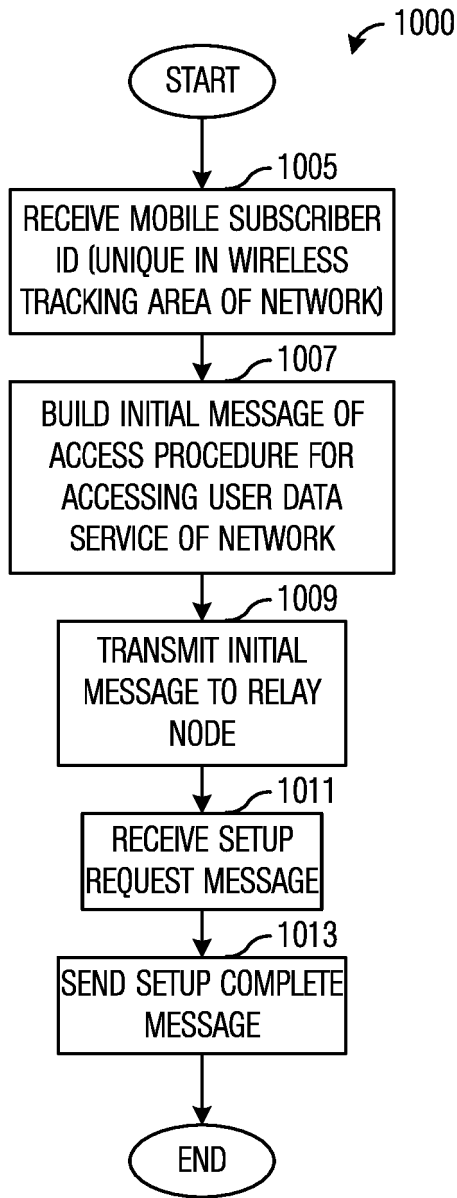 1000
START
1005
RECEIVE MOBILE SUBSCRIBER
ID (UNIQUE IN WIRELESS
TRACKING AREA OF NETWORK)
1007
BUILD INITIAL MESSAGE OF
ACCESS PROCEDURE FOR
ACCESSING USER DATA
SERVICE OF NETWORK
1009
TRANSMIT INITIAL
MESSAGE TO RELAY
NODE
1011
RECEIVE SETUP
REQUEST MESSAGE
1013
SEND SETUP COMPLETE
MESSAGE
END